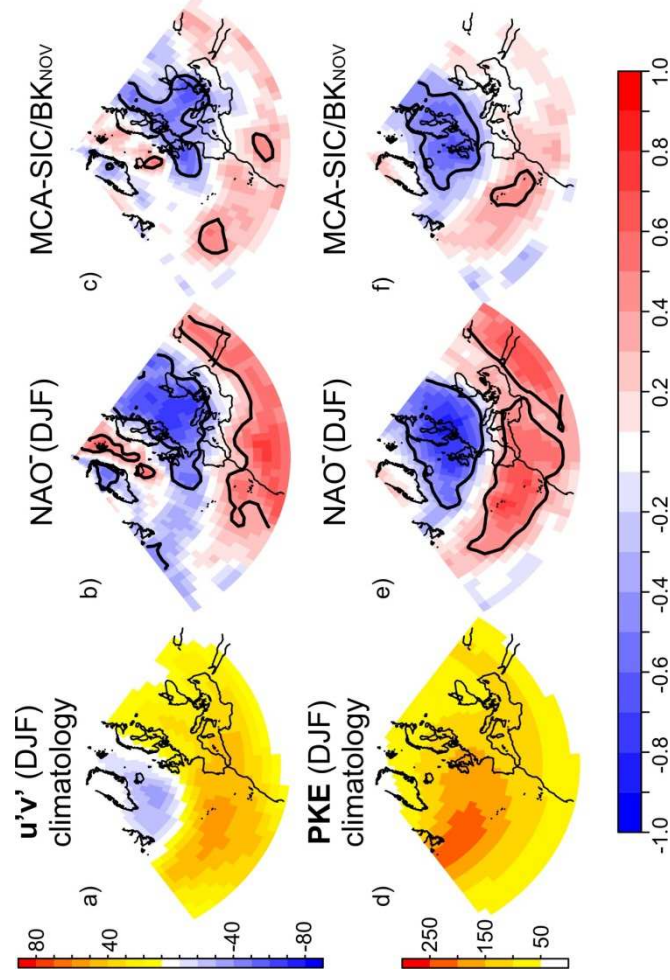 u'v' (DJF)
climatology
a)
80
40
-40
-80
NAO⁻ (DJF)
b)
MCA-SIC/BK_NOV
c)
PKE (DJF)
climatology
d)
250
150
50
NAO⁻ (DJF)
e)
MCA-SIC/BK_NOV
f)
-1.0 -0.8 -0.6 -0.4 -0.2 0.2 0.4 0.6 0.8 1.0